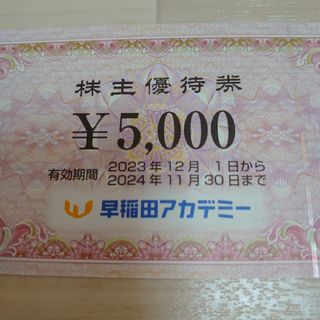 株主優待券
¥5,000
有効期間 2023年12月 1日から
2024年11月30日まで
早稲田アカデミー